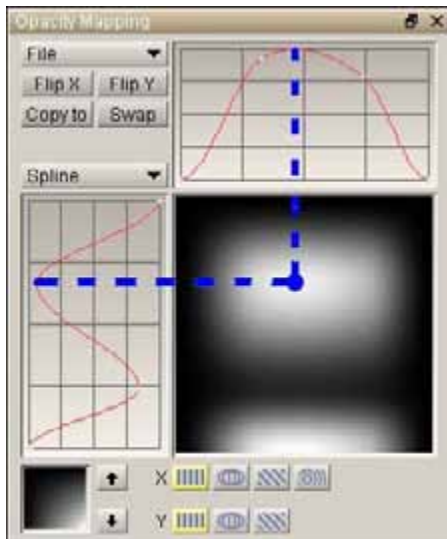 Opacity Mapping
File
Flip X Flip Y
Copy to Swap
Spline
X
Y